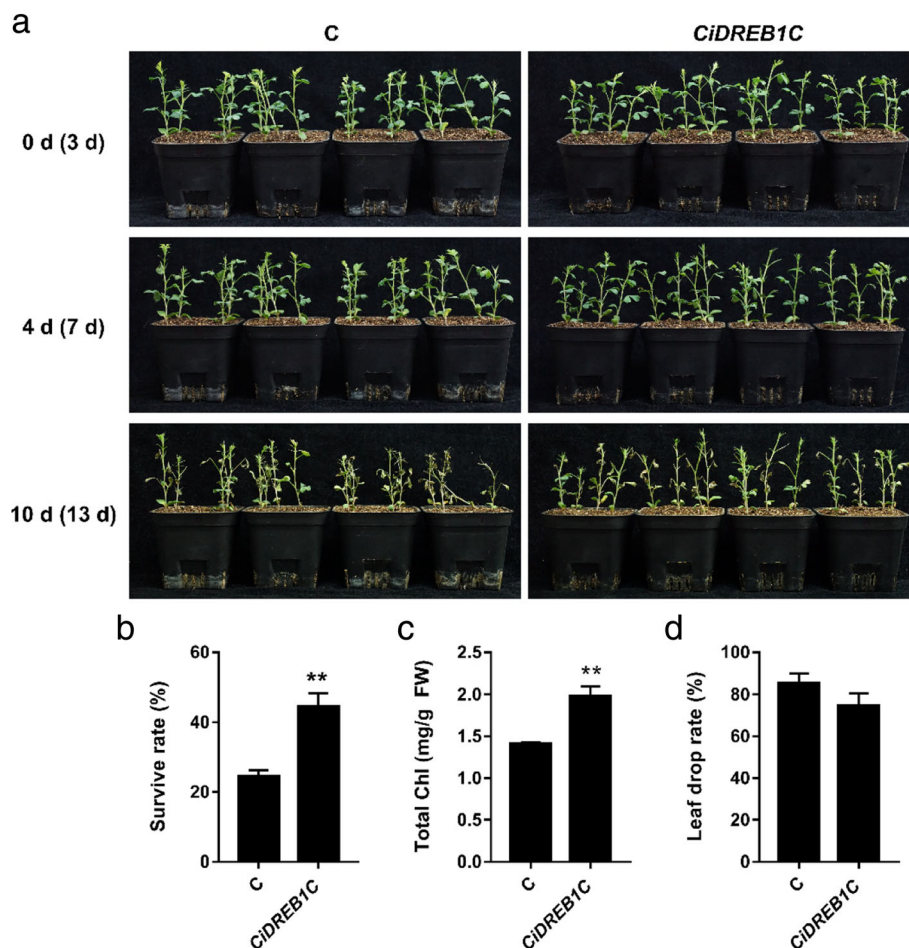 a
C
CiDREB1C
0 d (3 d)
4 d (7 d)
10 d (13 d)
b
60
40
20
0
Survive rate (%)
**
C
CiDREB1C
c
2.5
2.0
1.5
1.0
0.5
0.0
Total Chl (mg/g FW)
**
C
CiDREB1C
d
100
80
60
40
20
0
Leaf drop rate (%)
C
CiDREB1C